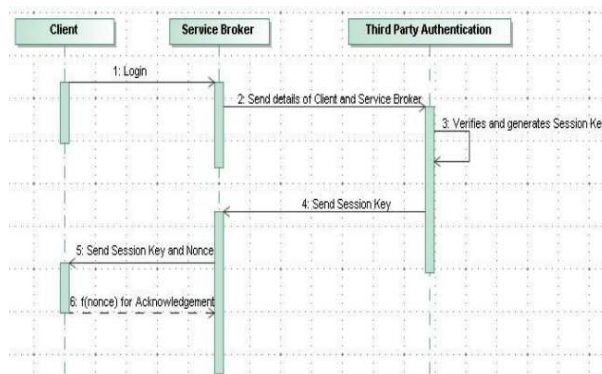 Client
Service Broker
Third Party Authentication
1: Login
2: Send details of Client and Service Broker
3: Verifies and generates Session Ke
4: Send Session Key
5: Send Session Key and Nonce
6: f(nonce) for Acknowledgement